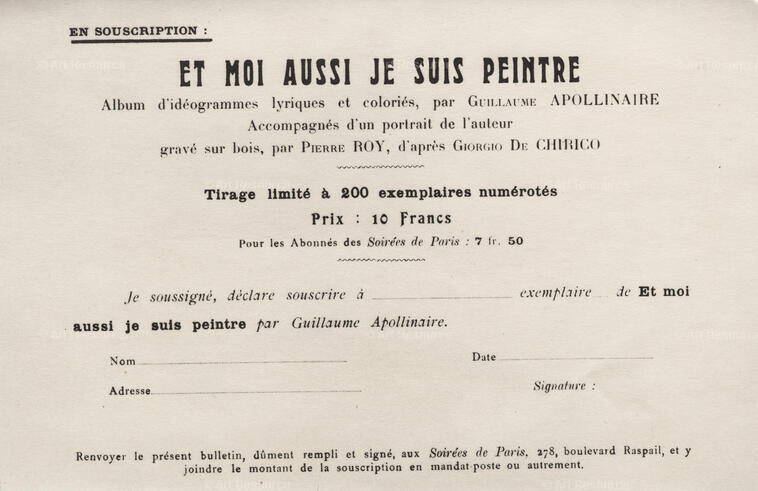 EN SOUSCRIPTION :
ET MOI AUSSI JE SUIS PEINTRE
Album d'idéogrammes lyriques et coloriés, par GUILLAUME APOLLINAIRE
Accompagnés d'un portrait de l'auteur
gravé sur bois, par PIERRE ROY, d'après GIORGIO DE CHIRICO
Tirage limité à 200 exemplaires numérotés
Prix : 10 Francs
Pour les Abonnés des Soirées de Paris : 7 fr. 50
Je soussigné, déclare souscrire à exemplaire de Et moi
aussi je suis peintre par Guillaume Apollinaire.
Nom Date
Adresse Signature :
Renvoyer le présent bulletin, dûment rempli et signé, aux Soirées de Paris, 278, boulevard Raspail, et y
joindre le montant de la souscription en mandat-poste ou autrement.